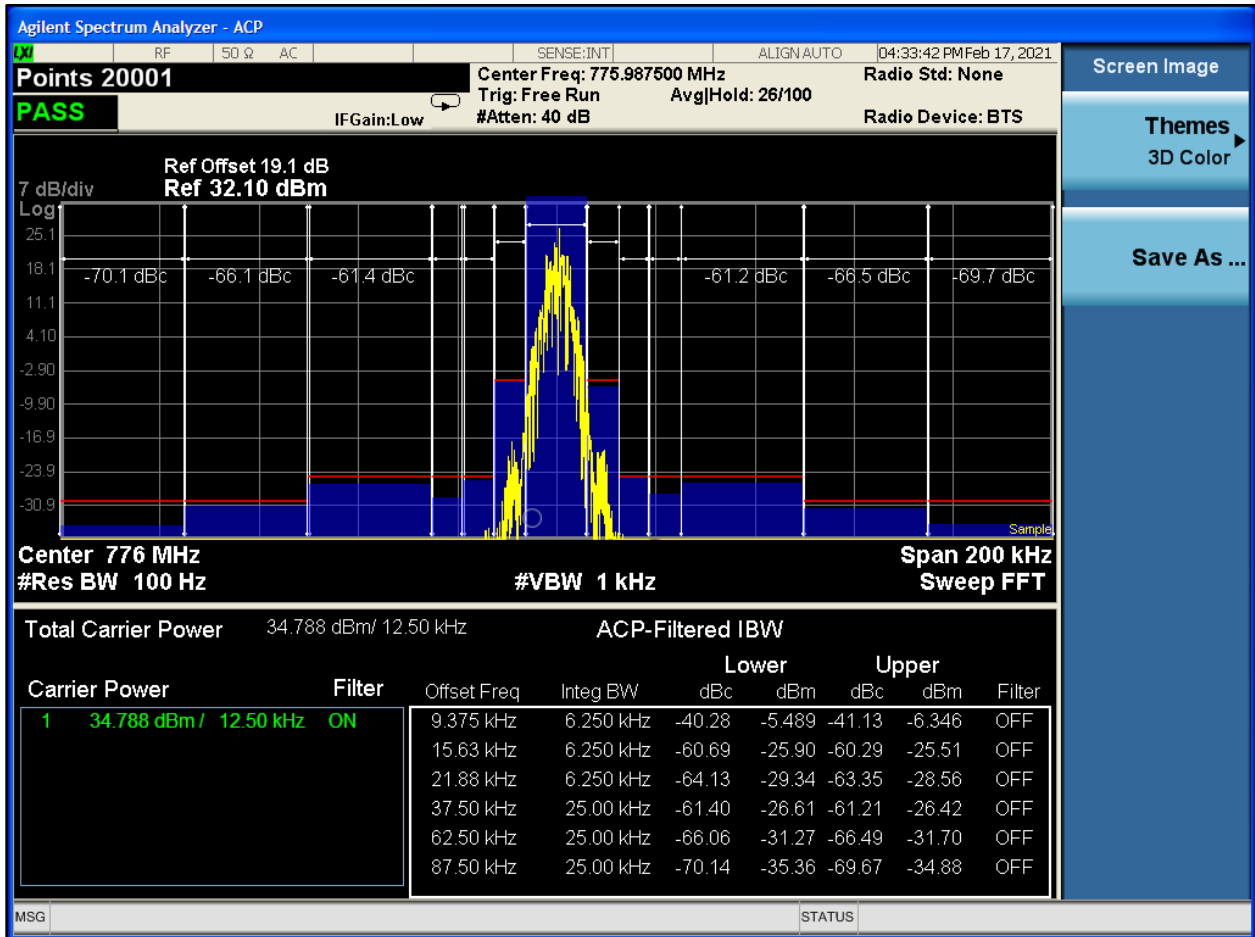 Agilent Spectrum Analyzer - ACP
LXI RF 50 Ω AC SENSE:INT ALIGN AUTO 04:33:42 PM Feb 17, 2021
Points 20001
PASS
IFGain:Low
Center Freq: 775.987500 MHz
Trig: Free Run Avg|Hold: 26/100
#Atten: 40 dB
Radio Std: None
Radio Device: BTS
Screen Image
Themes
3D Color
Save As ...
Ref Offset 19.1 dB
7 dB/div Ref 32.10 dBm
Log
25.1
18.1
11.1
4.10
-2.90
-9.90
-16.9
-23.9
-30.9
-70.1 dBc -66.1 dBc -61.4 dBc -61.2 dBc -66.5 dBc -69.7 dBc
Sample
Center 776 MHz Span 200 kHz
#Res BW 100 Hz #VBW 1 kHz Sweep FFT
Total Carrier Power 34.788 dBm/ 12.50 kHz ACP-Filtered IBW
Lower Upper
Carrier Power Filter Offset Freq Integ BW dBc dBm dBc dBm Filter
1 34.788 dBm / 12.50 kHz ON 9.375 kHz 6.250 kHz -40.28 -5.489 -41.13 -6.346 OFF
15.63 kHz 6.250 kHz -60.69 -25.90 -60.29 -25.51 OFF
21.88 kHz 6.250 kHz -64.13 -29.34 -63.35 -28.56 OFF
37.50 kHz 25.00 kHz -61.40 -26.61 -61.21 -26.42 OFF
62.50 kHz 25.00 kHz -66.06 -31.27 -66.49 -31.70 OFF
87.50 kHz 25.00 kHz -70.14 -35.36 -69.67 -34.88 OFF
MSG STATUS